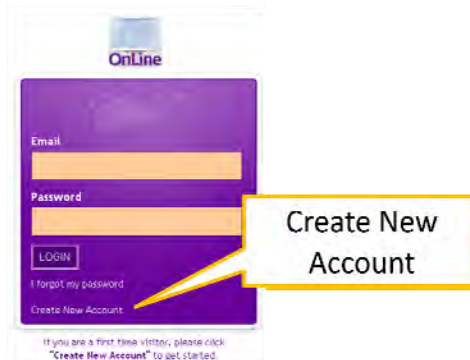 OnLine
Email
Password
LOGIN
I forgot my password
Create New Account
If you are a first time visitor, please click
"Create New Account" to get started.
Create New
Account